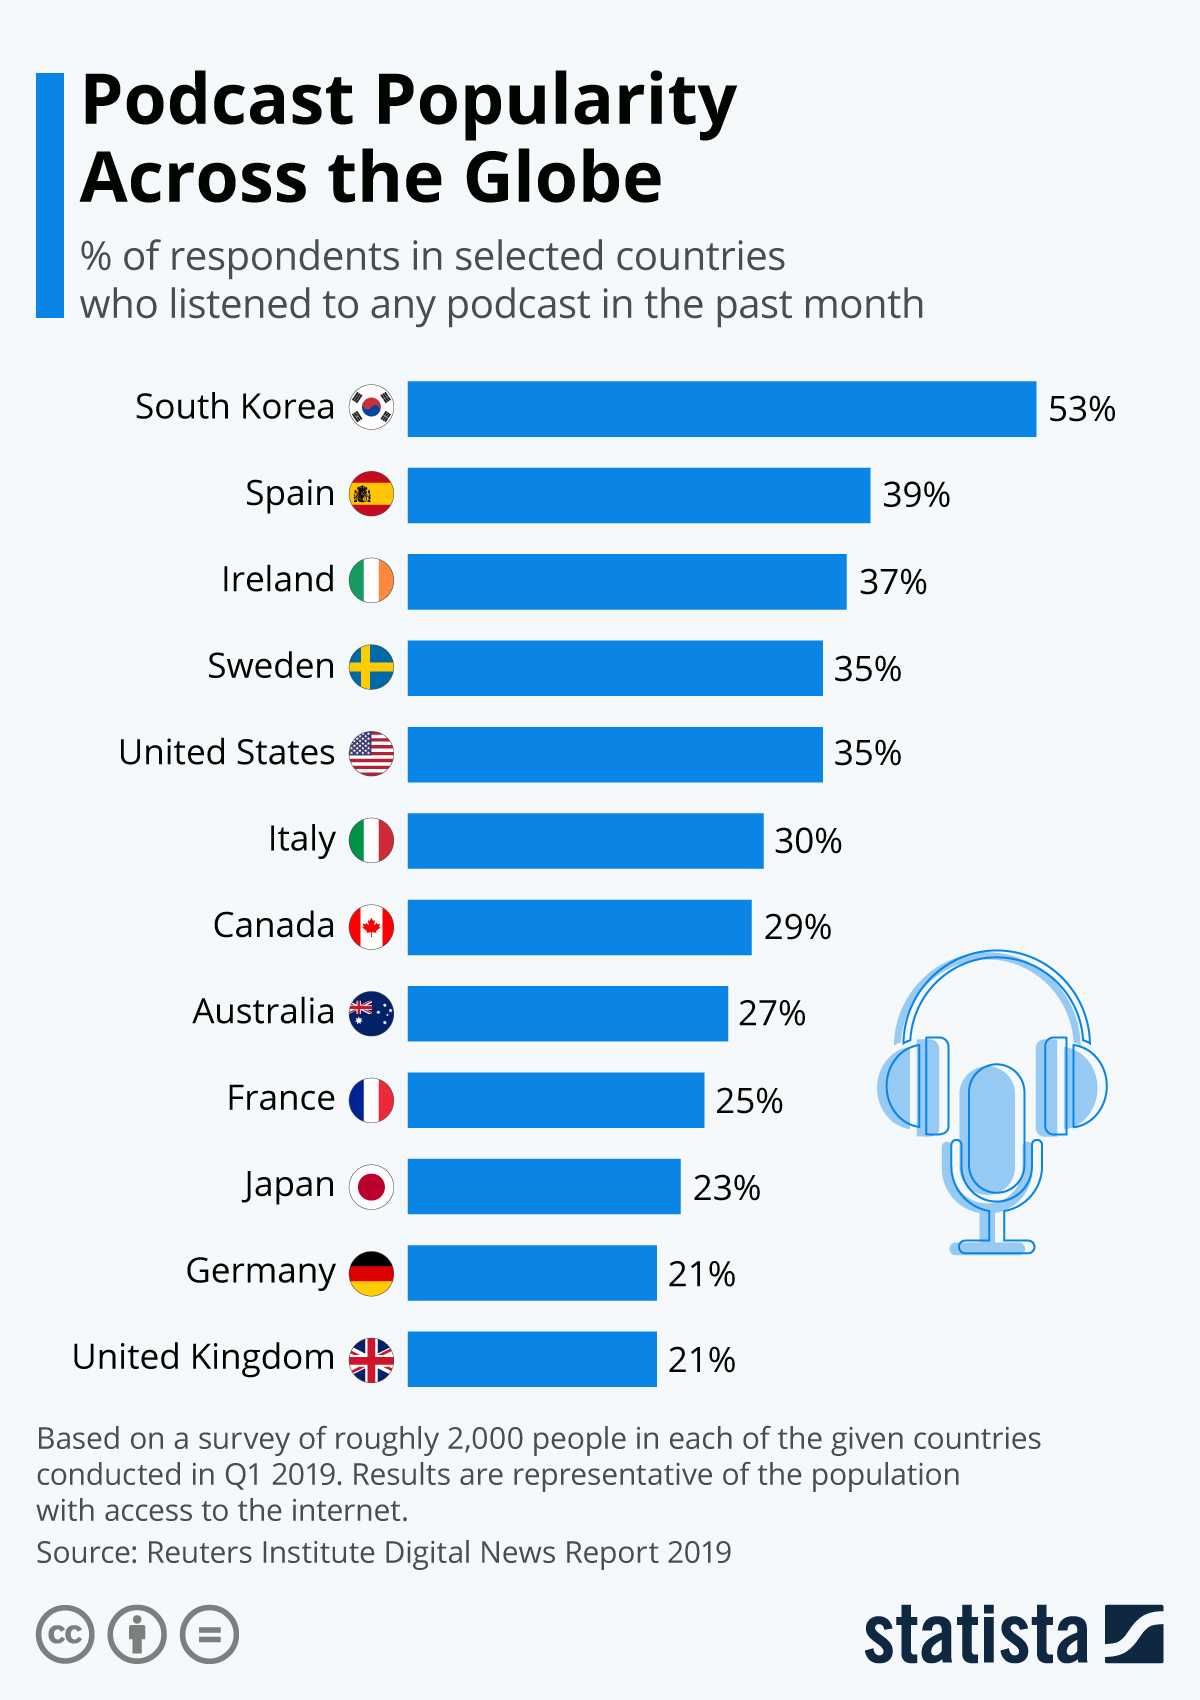 Podcast Popularity
Across the Globe
% of respondents in selected countries
who listened to any podcast in the past month
South Korea 53%
Spain 39%
Ireland 37%
Sweden 35%
United States 35%
Italy 30%
Canada 29%
Australia 27%
France 25%
Japan 23%
Germany 21%
United Kingdom 21%
Based on a survey of roughly 2,000 people in each of the given countries
conducted in Q1 2019. Results are representative of the population
with access to the internet.
Source: Reuters Institute Digital News Report 2019
cc statista